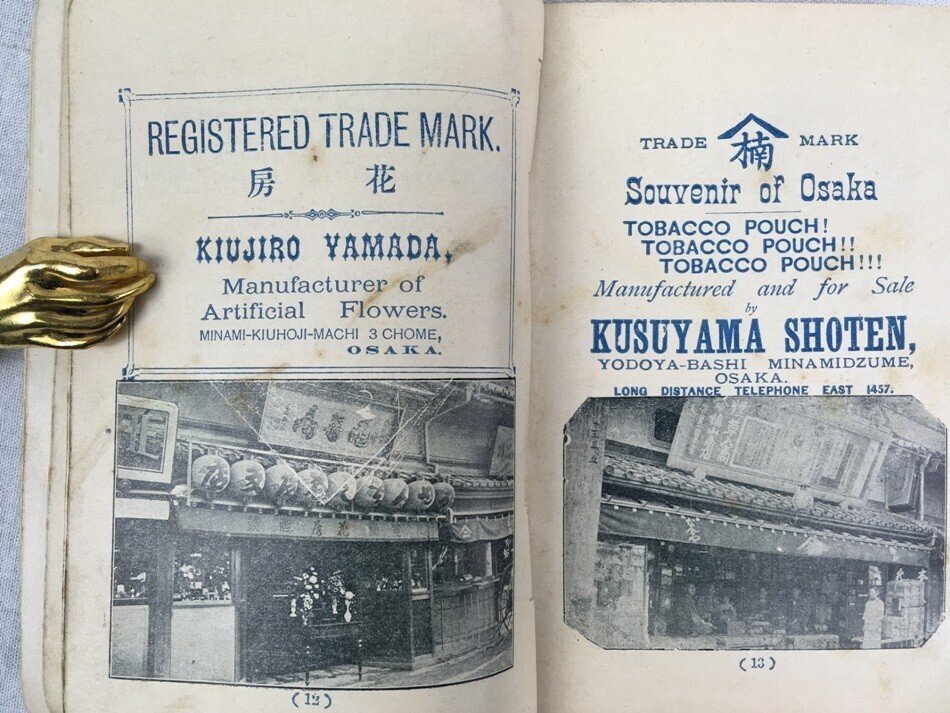 REGISTERED TRADE MARK.
房 花
KIUJIRO YAMADA,
Manufacturer of
Artificial Flowers.
MINAMI-KIUHOJI-MACHI 3 CHOME,
OSAKA.
(12)
TRADE 楠 MARK
Souvenir of Osaka
TOBACCO POUCH!
TOBACCO POUCH!!
TOBACCO POUCH!!!
Manufactured and for Sale
by
KUSUYAMA SHOTEN,
YODOYA-BASHI MINAMIDZUME,
OSAKA.
LONG DISTANCE TELEPHONE EAST 1457.
(13)